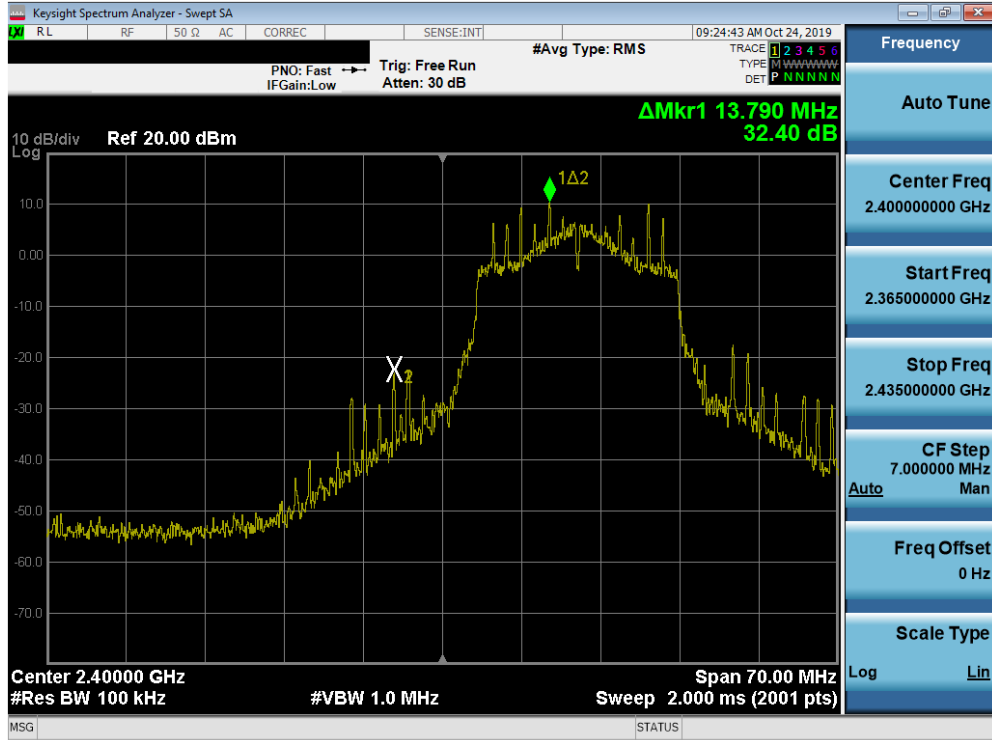 Keysight Spectrum Analyzer - Swept SA
LXI RL RF 50 Ω AC CORREC SENSE:INT 09:24:43 AM Oct 24, 2019
Frequency
#Avg Type: RMS TRACE 1 2 3 4 5 6
PNO: Fast Trig: Free Run TYPE M WWWWW
IFGain:Low Atten: 30 dB DET P N N N N N
Auto Tune
ΔMkr1 13.790 MHz
32.40 dB
10 dB/div Ref 20.00 dBm
Log
1Δ2
10.0
0.00
-10.0
-20.0
X2
-30.0
-40.0
-50.0
-60.0
-70.0
Center 2.40000 GHz Span 70.00 MHz
#Res BW 100 kHz #VBW 1.0 MHz Sweep 2.000 ms (2001 pts)
Center Freq
2.400000000 GHz
Start Freq
2.365000000 GHz
Stop Freq
2.435000000 GHz
CF Step
7.000000 MHz
Auto Man
Freq Offset
0 Hz
Scale Type
Log Lin
MSG STATUS